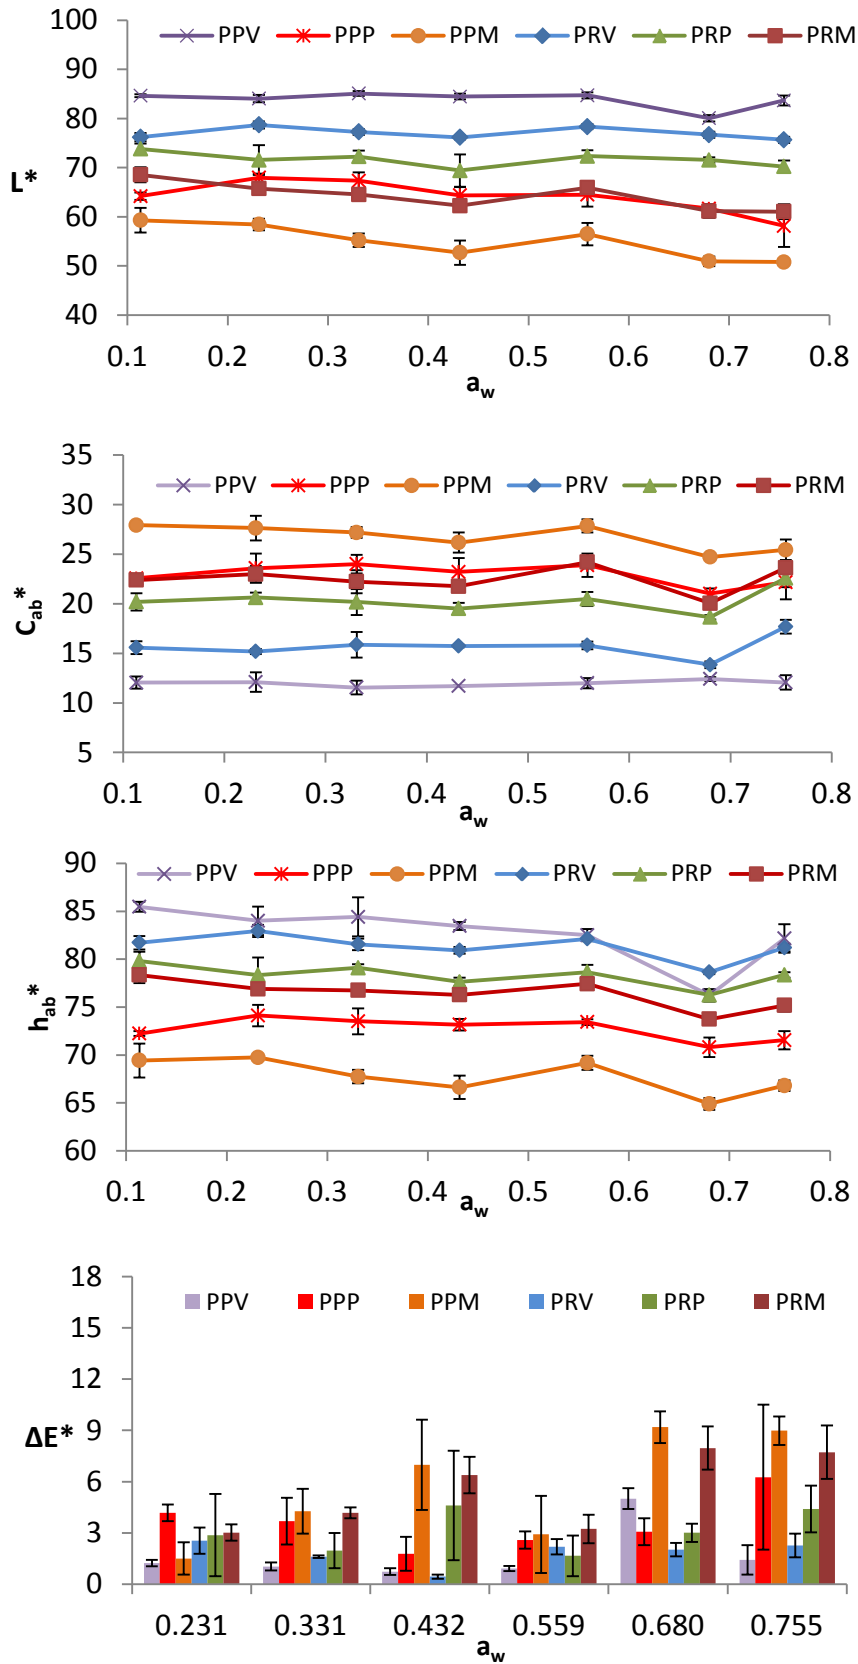 100
PPV PPP PPM PRV PRP PRM
90
80
70
L*
60
50
40
0.1 0.2 0.3 0.4 0.5 0.6 0.7 0.8
aw
35
PPV PPP PPM PRV PRP PRM
30
25
20
Cab*
15
10
5
0.1 0.2 0.3 0.4 0.5 0.6 0.7 0.8
aw
90
PPV PPP PPM PRV PRP PRM
85
80
75
hab*
70
65
60
0.1 0.2 0.3 0.4 0.5 0.6 0.7 0.8
aw
18
PPV PPP PPM PRV PRP PRM
15
12
9
ΔE*
6
3
0
0.231 0.331 0.432 0.559 0.680 0.755
aw